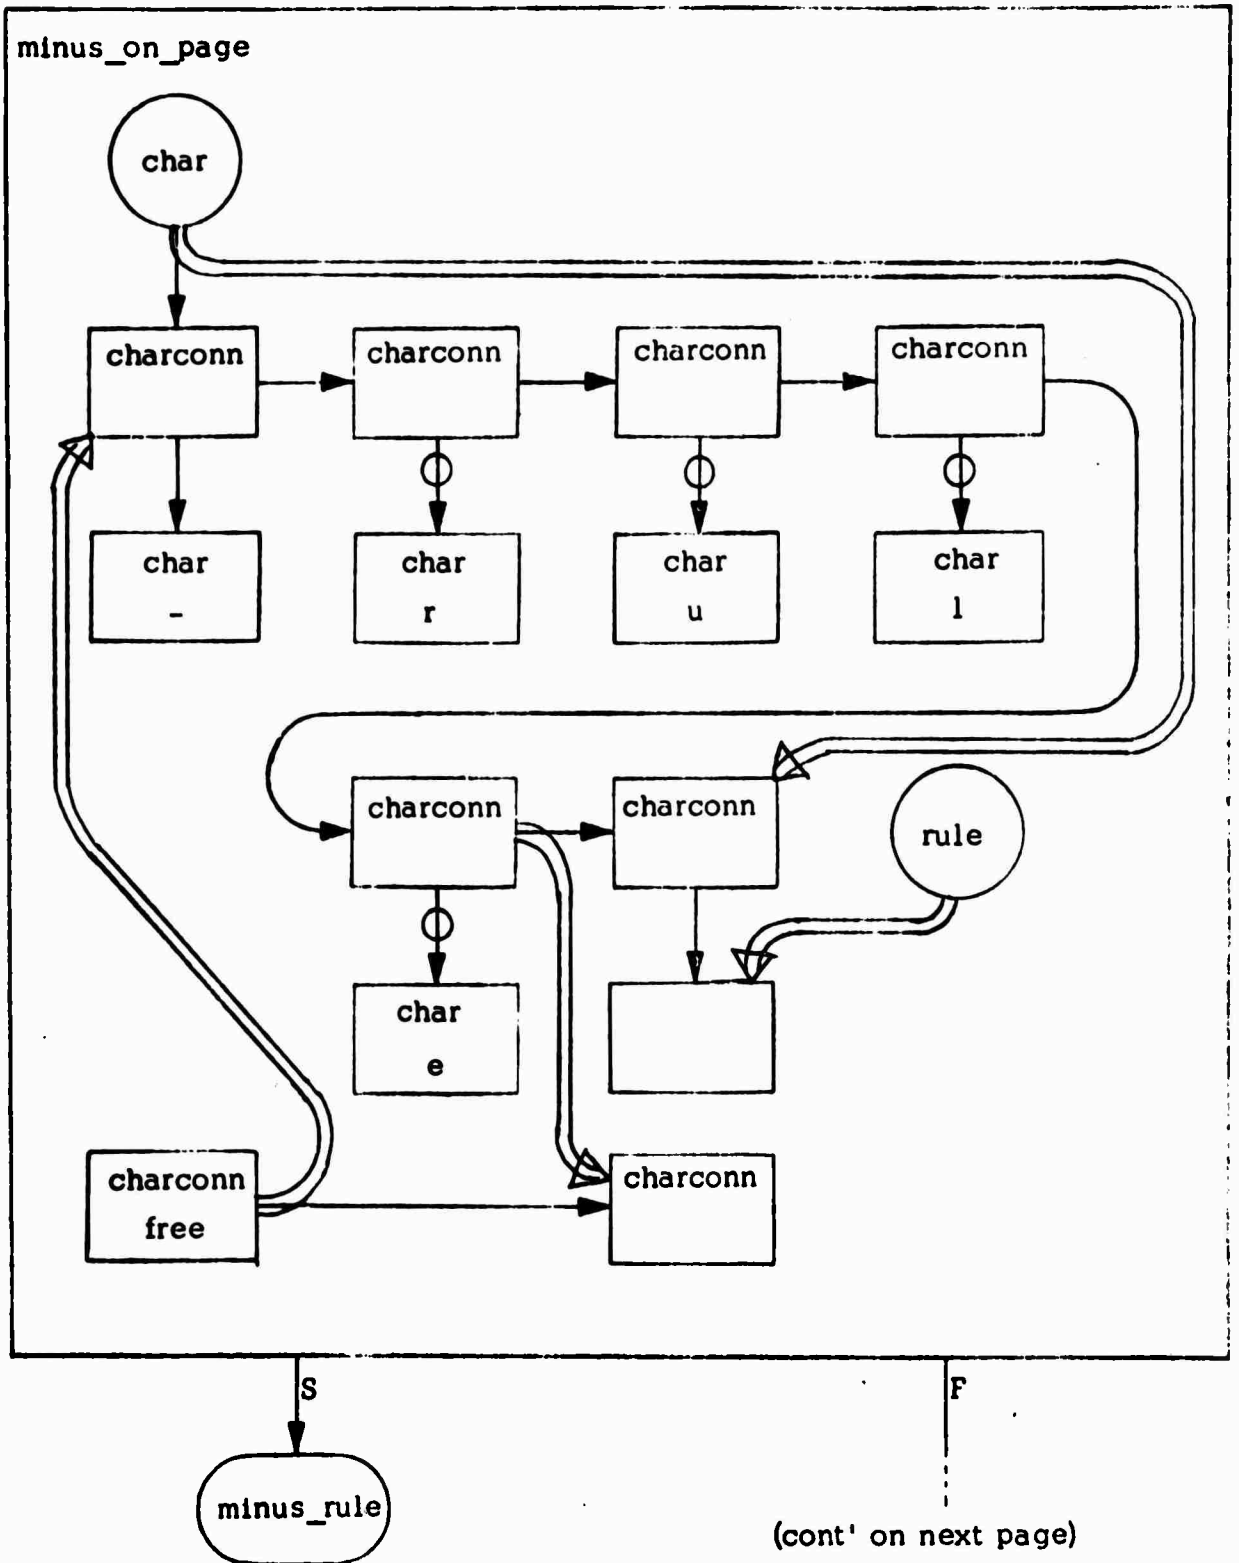 minus_on_page
char
charconn
charconn
charconn
charconn
char
-
char
r
char
u
char
l
charconn
charconn
rule
char
e
charconn
free
charconn
S
F
minus_rule
(cont' on next page)